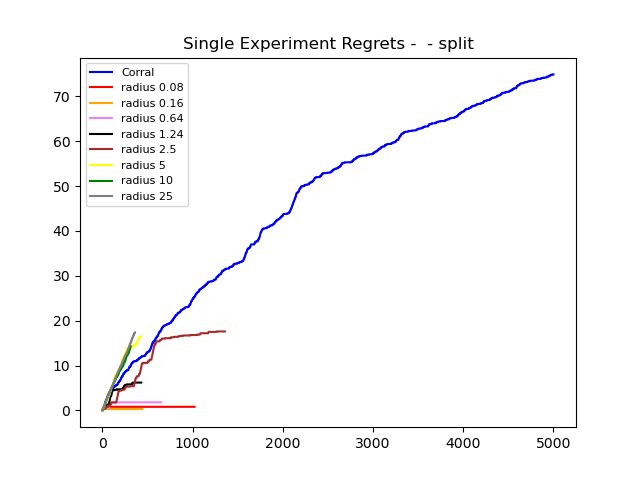 Single Experiment Regrets -  - split
Corral
radius 0.08
radius 0.16
radius 0.64
radius 1.24
radius 2.5
radius 5
radius 10
radius 25
70
60
50
40
30
20
10
0
0 1000 2000 3000 4000 5000